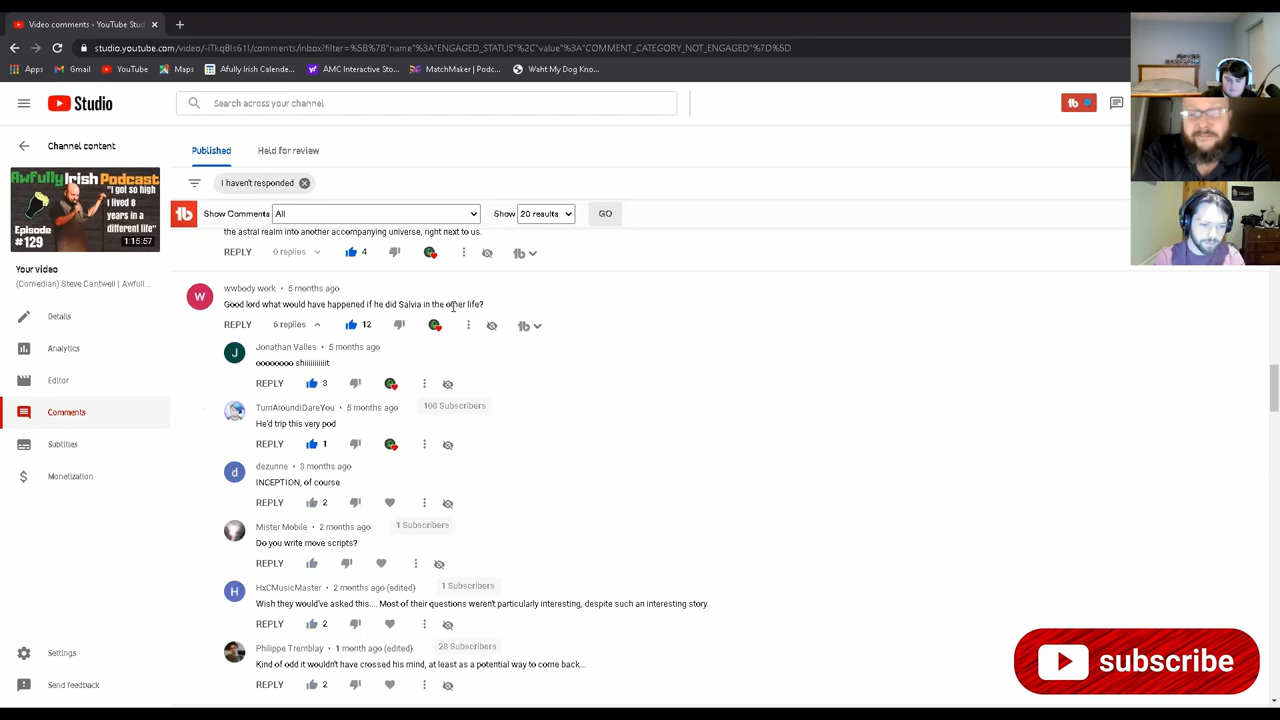 Video comments - YouTube Stud
studio.youtube.com/video/-iTkq8Is61I/comments/inbox?filter=%5B%7B"name"%3A"ENGAGED_STATUS"%2C"value"%3A"COMMENT_CATEGORY_NOT_ENGAGED"%7D%5D
Apps
Gmail
YouTube
Maps
Afully Irish Calende...
AMC Interactive Sto...
MatchMaker | Podc...
Waht My Dog Kno...
Studio
Search across your channel
Channel content
Awfully Irish Podcast
"I got so high
I lived 8
years in a
different life"
Episode
#129
1:15:57
Your video
(Comedian) Steve Cantwell | Awfull...
Details
Analytics
Editor
Comments
Subtitles
Monetization
Settings
Send feedback
Published
Held for review
I haven't responded
Show Comments
All
Show
20 results
GO
the astral realm into another accompanying universe, right next to us.
REPLY
0 replies
4
wwbody work • 5 months ago
Good lord what would have happened if he did Salvia in the other life?
REPLY
6 replies
12
Jonathan Valles • 5 months ago
oooooooo shiiiiiiiiiit
REPLY
3
TurnAroundIDareYou • 5 months ago
108 Subscribers
He'd trip this very pod
REPLY
1
dezunne • 3 months ago
INCEPTION, of course
REPLY
2
Mister Mobile • 2 months ago
1 Subscribers
Do you write move scripts?
REPLY
HxCMusicMaster • 2 months ago (edited)
1 Subscribers
Wish they would've asked this.... Most of their questions weren't particularly interesting, despite such an interesting story.
REPLY
2
Philippe Tremblay • 1 month ago (edited)
28 Subscribers
Kind of odd it wouldn't have crossed his mind, at least as a potential way to come back...
REPLY
2
subscribe